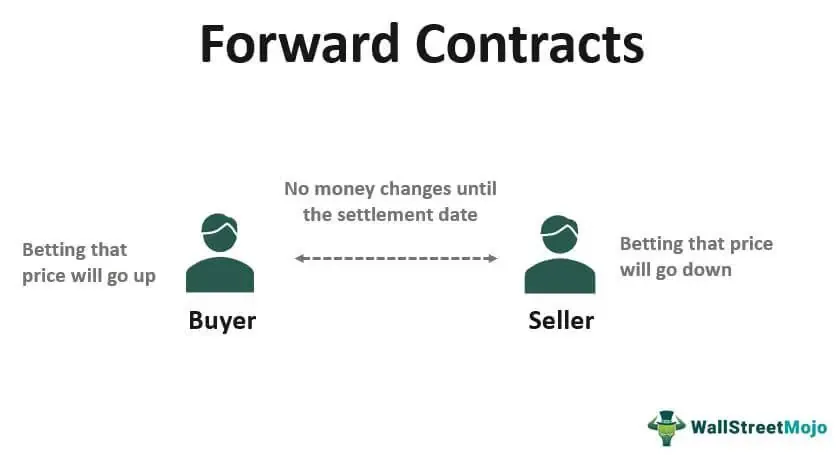 Forward Contracts
No money changes until
the settlement date
Betting that
price will go up
Betting that price
will go down
Buyer
Seller
WallStreetMojo